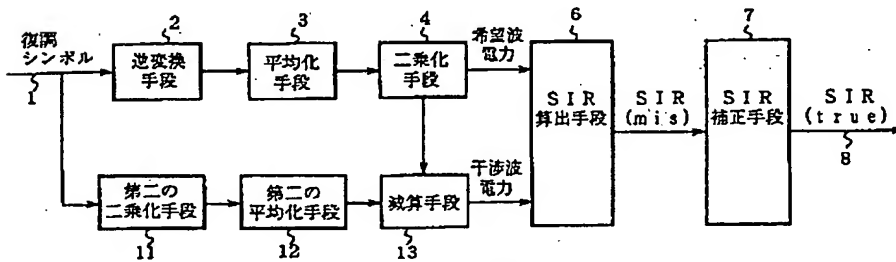 2
3
4
6
7
復調
シンボル
1
逆変換
手段
平均化
手段
二乗化
手段
希望波
電力
SIR
算出手段
SIR
(mis)
SIR
補正手段
SIR
(true)
8
第二の
二乗化手段
第二の
平均化手段
減算手段
干渉波
電力
11
12
13